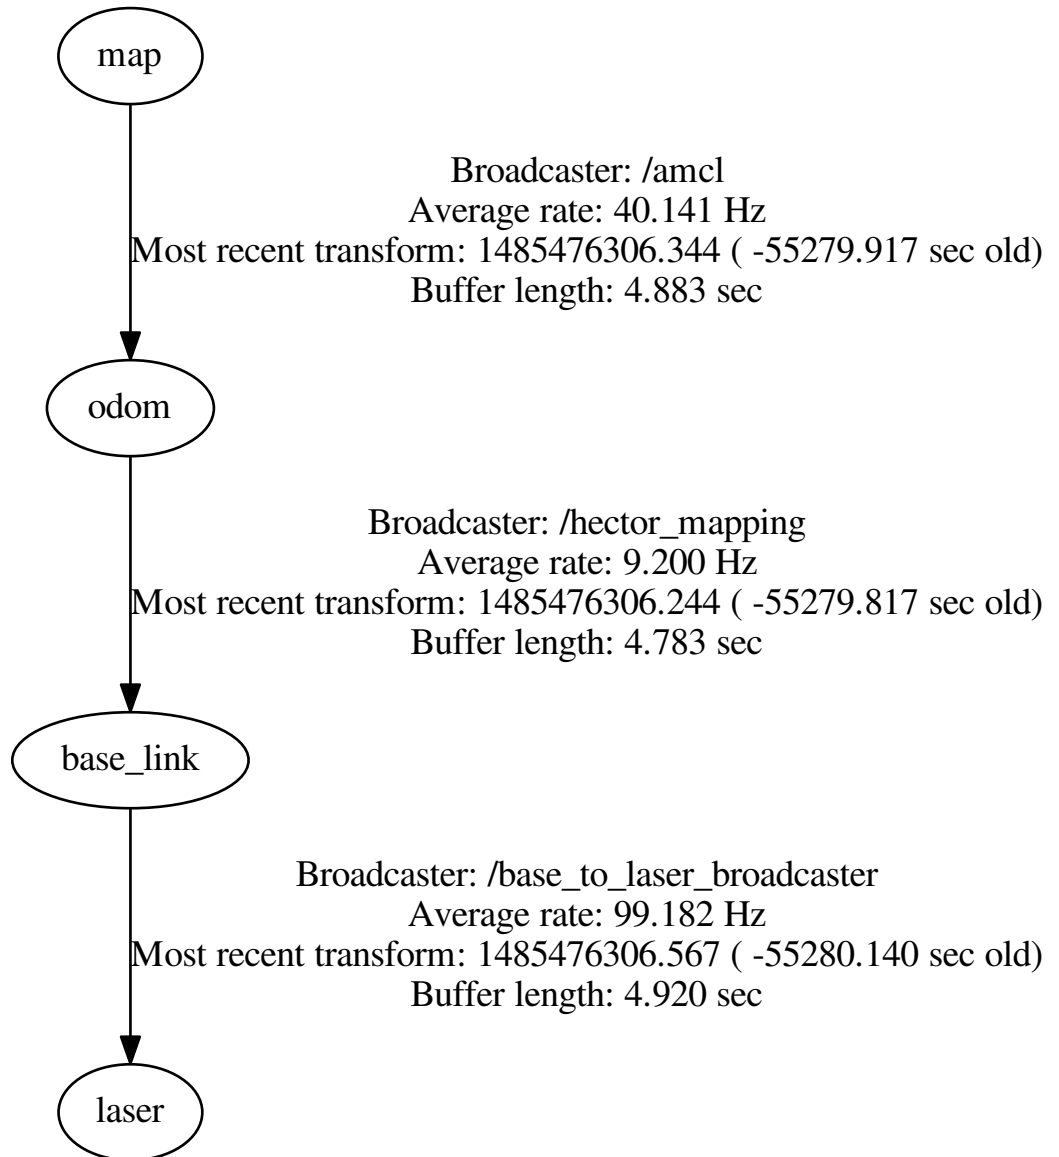 map
Broadcaster: /amcl
Average rate: 40.141 Hz
Most recent transform: 1485476306.344 ( -55279.917 sec old)
Buffer length: 4.883 sec
odom
Broadcaster: /hector_mapping
Average rate: 9.200 Hz
Most recent transform: 1485476306.244 ( -55279.817 sec old)
Buffer length: 4.783 sec
base_link
Broadcaster: /base_to_laser_broadcaster
Average rate: 99.182 Hz
Most recent transform: 1485476306.567 ( -55280.140 sec old)
Buffer length: 4.920 sec
laser